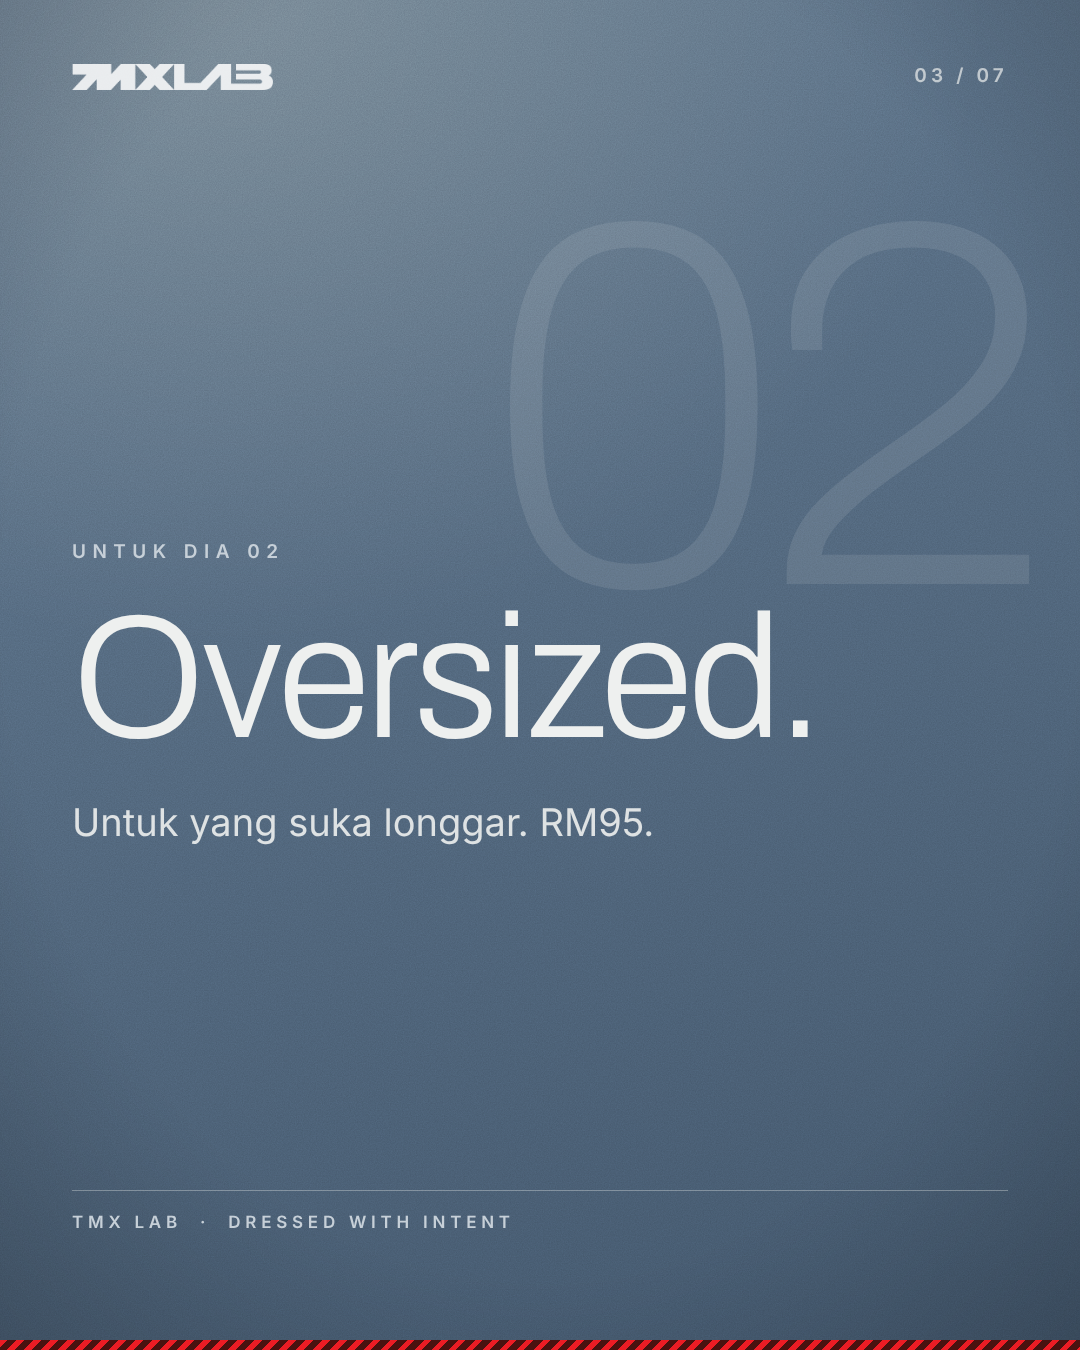 TMXLAB
03 / 07
02
UNTUK DIA 02
Oversized.
Untuk yang suka longgar. RM95.
TMX LAB · DRESSED WITH INTENT